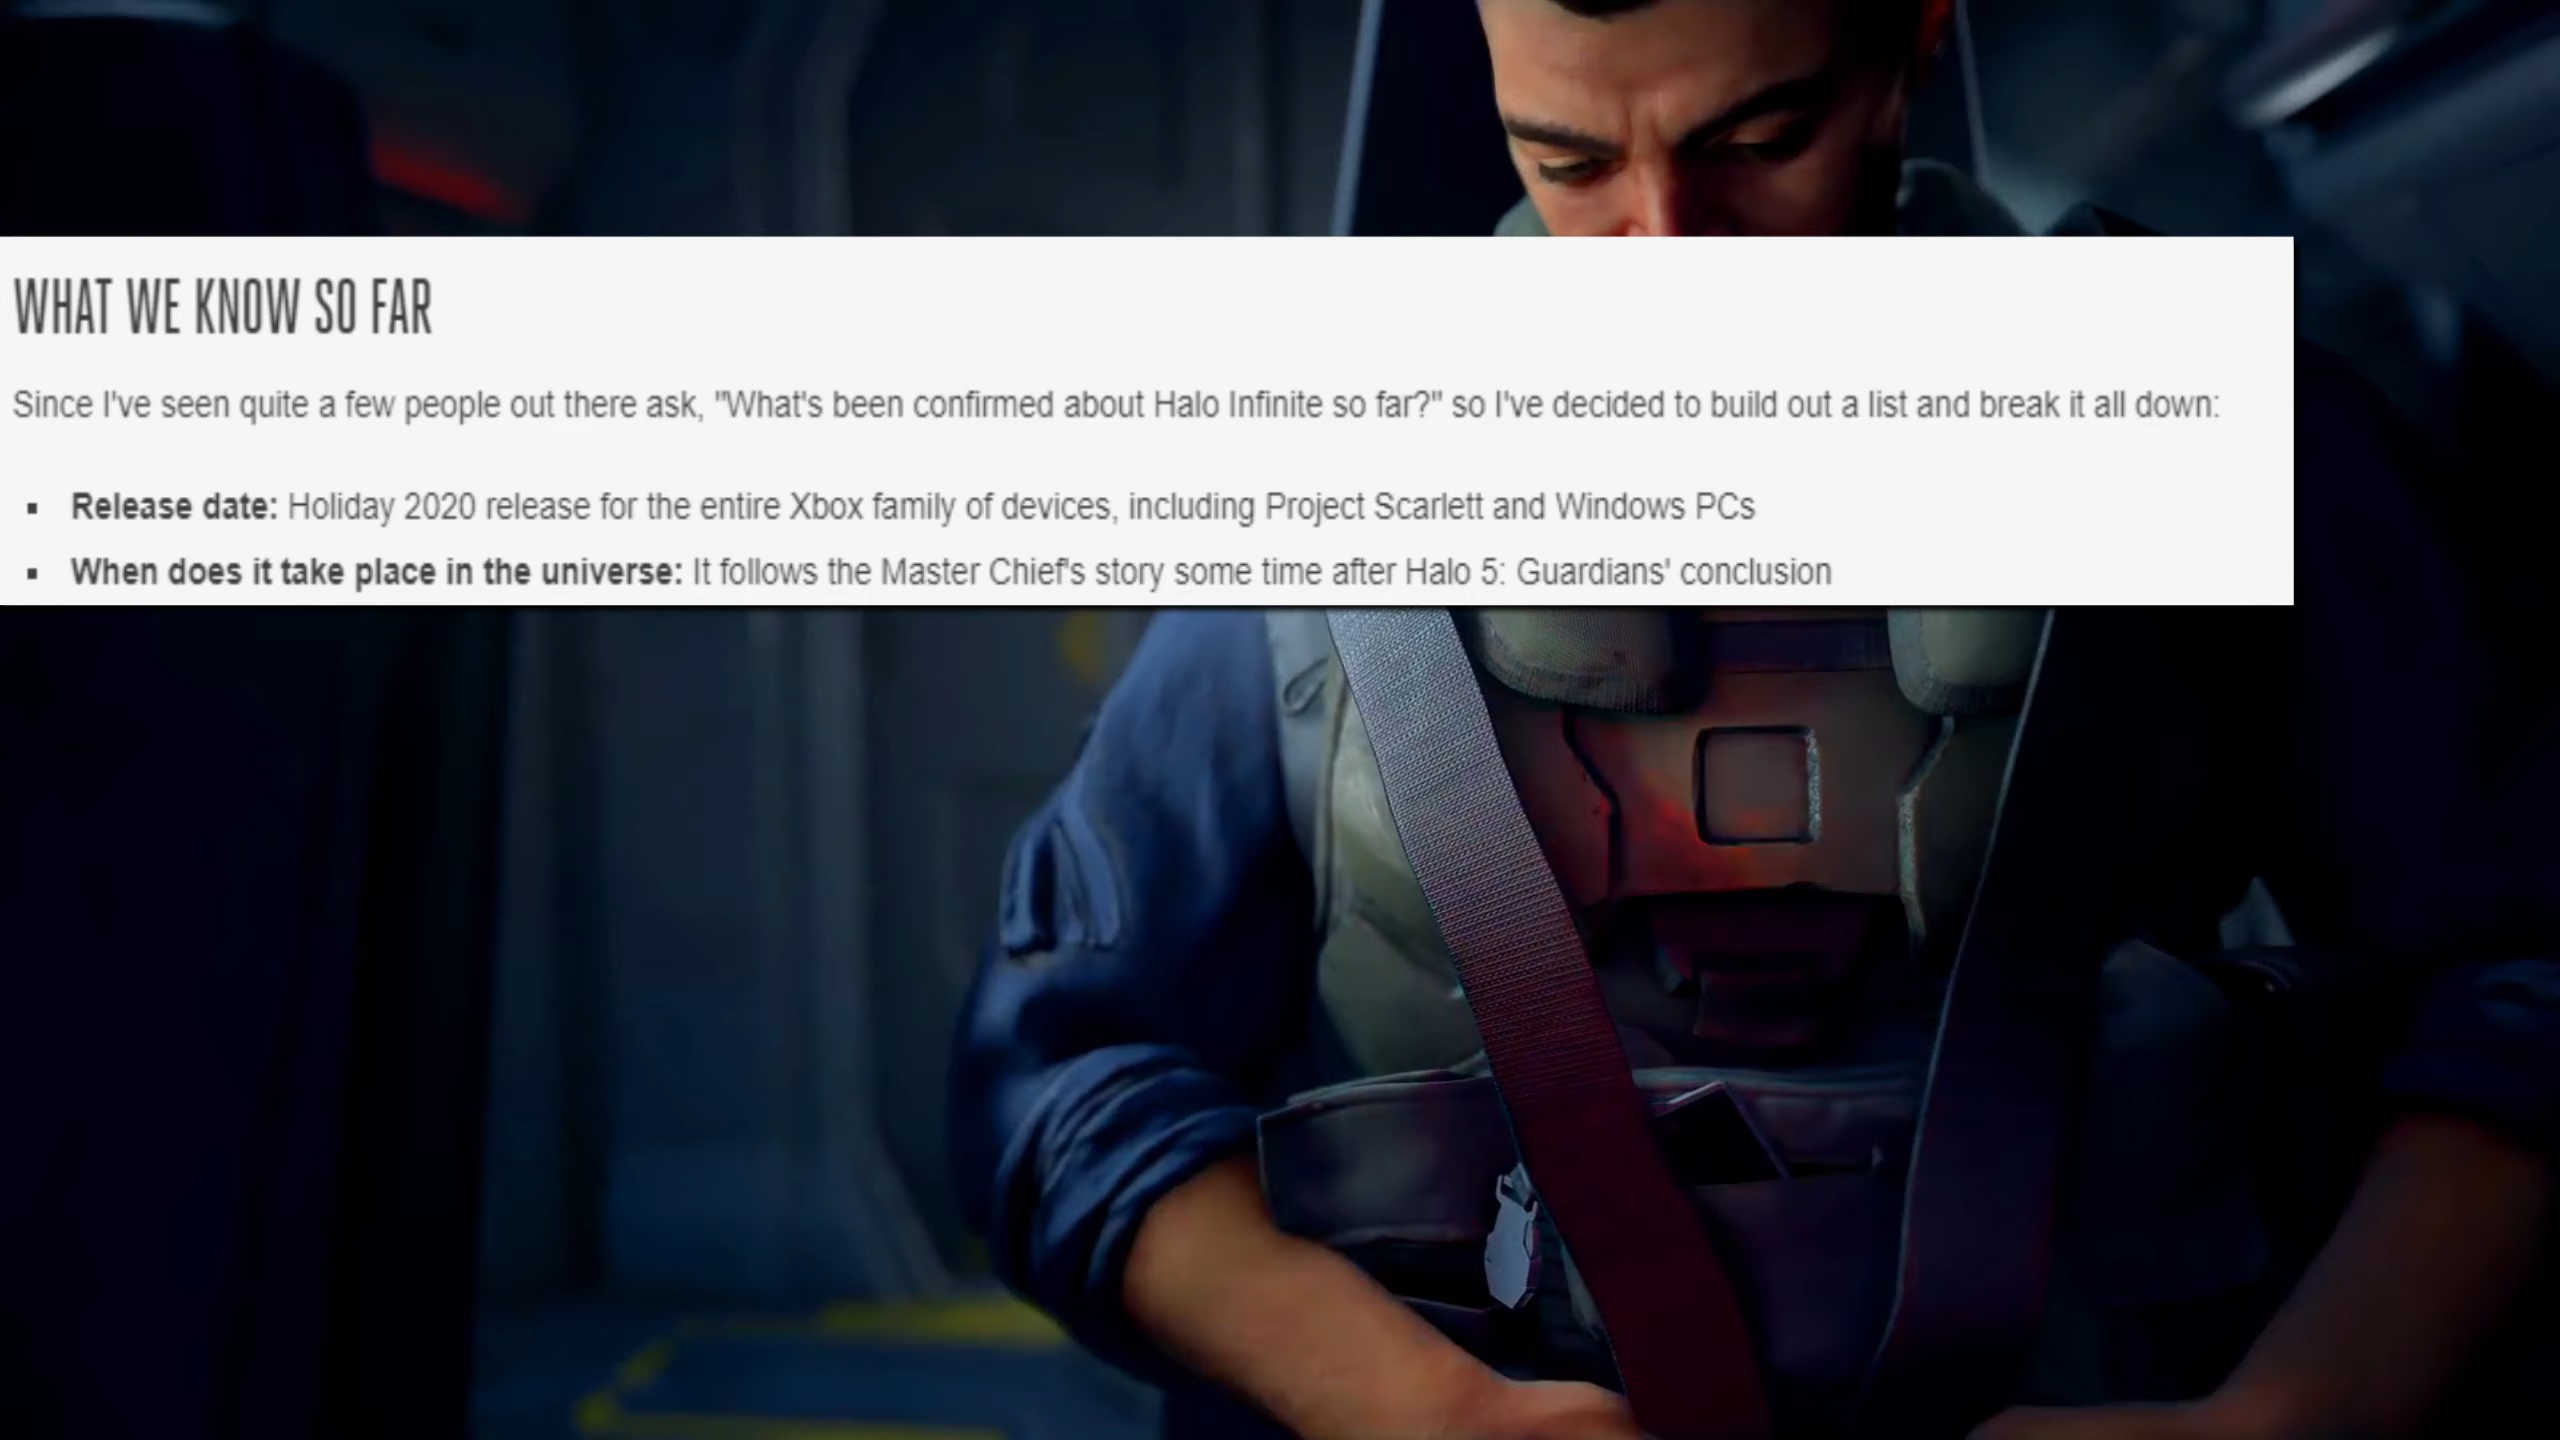 WHAT WE KNOW SO FAR
Since I've seen quite a few people out there ask, "What's been confirmed about Halo Infinite so far?" so I've decided to build out a list and break it all down:
▪ Release date: Holiday 2020 release for the entire Xbox family of devices, including Project Scarlett and Windows PCs
▪ When does it take place in the universe: It follows the Master Chief's story some time after Halo 5: Guardians' conclusion